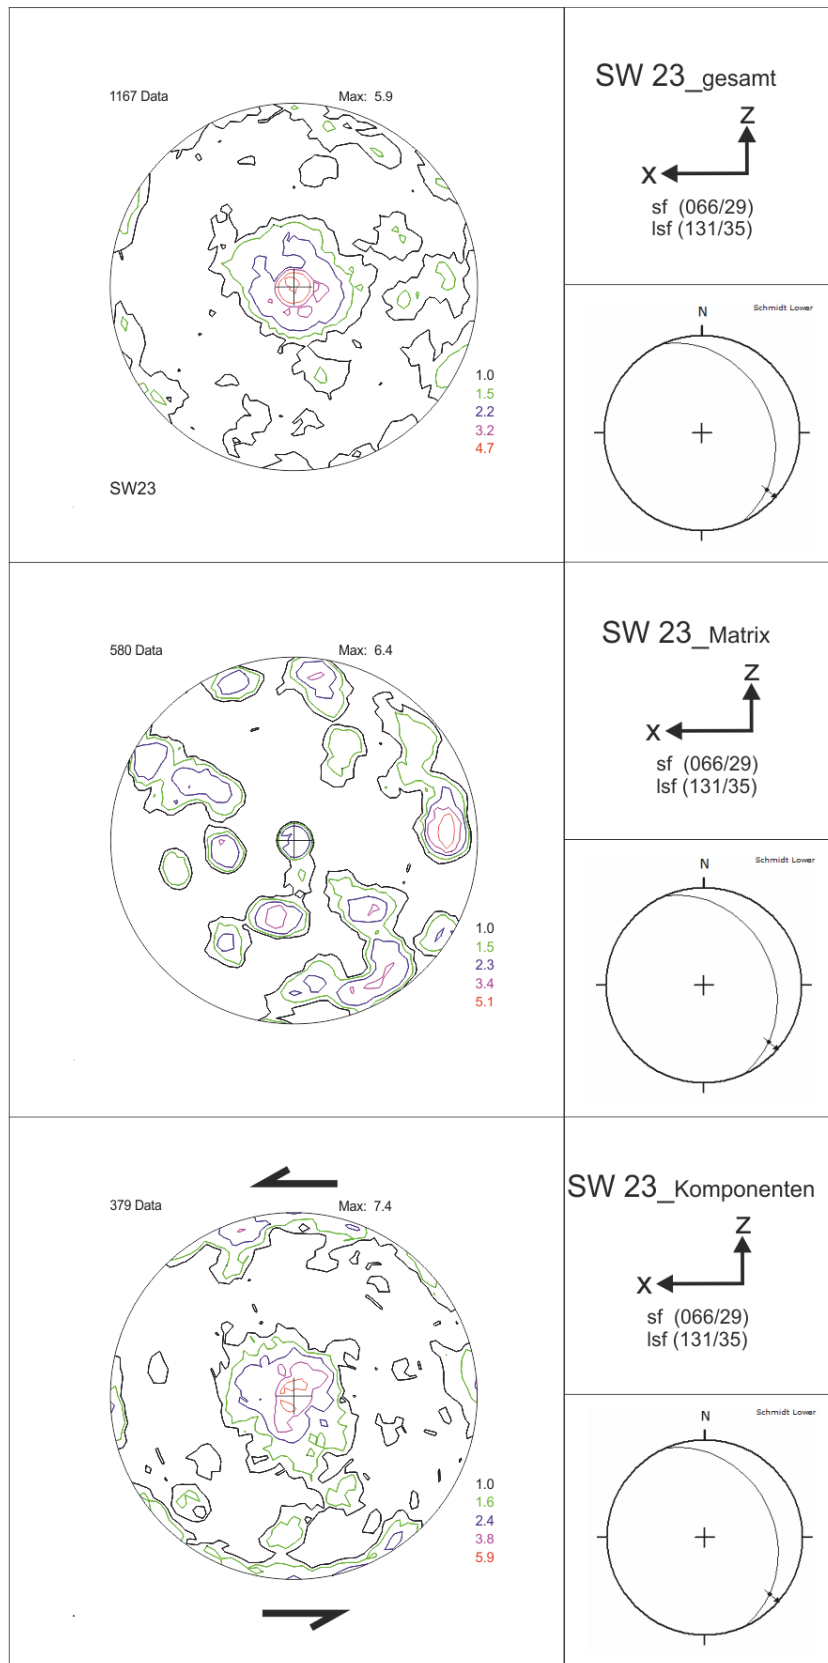 1167 Data Max: 5.9
SW 23_gesamt
Z
X
sf (066/29)
lsf (131/35)
1.0
1.5
2.2
3.2
4.7
SW23
N Schmidt Lower
580 Data Max: 6.4
SW 23_Matrix
Z
X
sf (066/29)
lsf (131/35)
1.0
1.5
2.3
3.4
5.1
N Schmidt Lower
379 Data Max: 7.4
SW 23_Komponenten
Z
X
sf (066/29)
lsf (131/35)
1.0
1.6
2.4
3.8
5.9
N Schmidt Lower